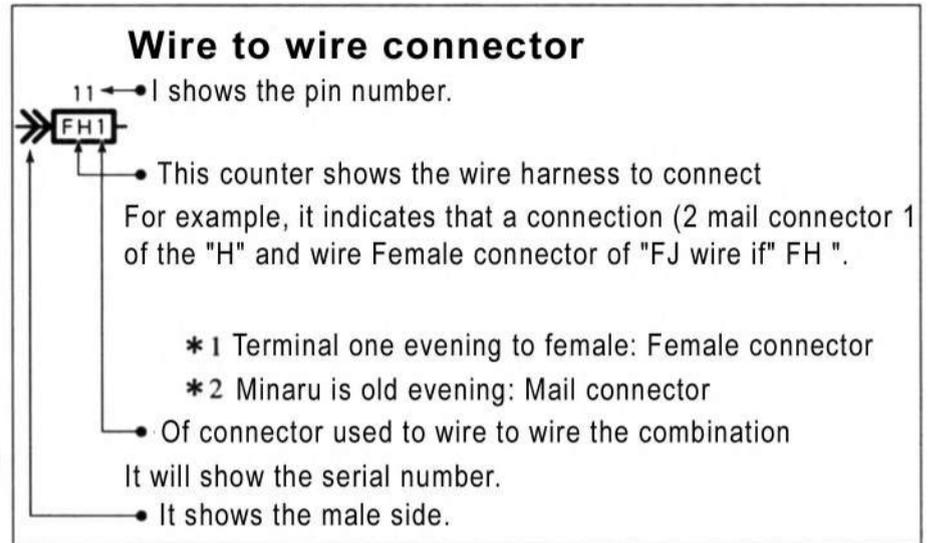 Wire to wire connector
11 I shows the pin number.
FH1
This counter shows the wire harness to connect
For example, it indicates that a connection (2 mail connector 1
of the "H" and wire Female connector of "FJ wire if" FH ".
*1 Terminal one evening to female: Female connector
*2 Minaru is old evening: Mail connector
Of connector used to wire to wire the combination
It will show the serial number.
It shows the male side.